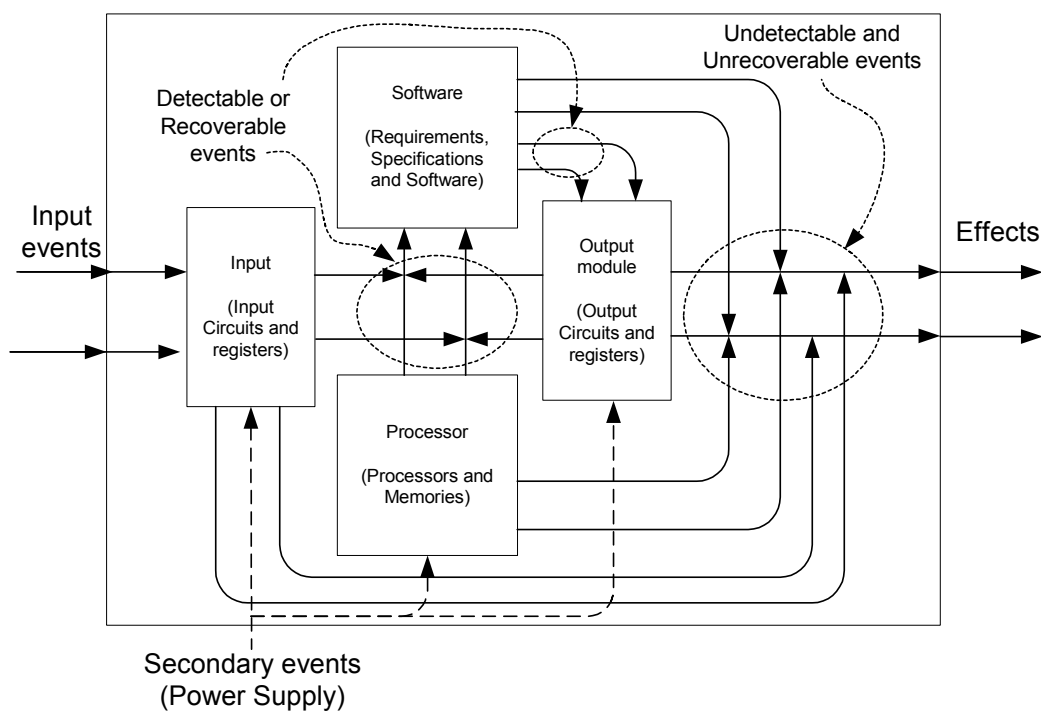 Undetectable and
Unrecoverable events
Detectable or
Recoverable
events
Software
(Requirements,
Specifications
and Software)
Input
events
Input
(Input
Circuits and
registers)
Output
module
(Output
Circuits and
registers)
Effects
Processor
(Processors and
Memories)
Secondary events
(Power Supply)